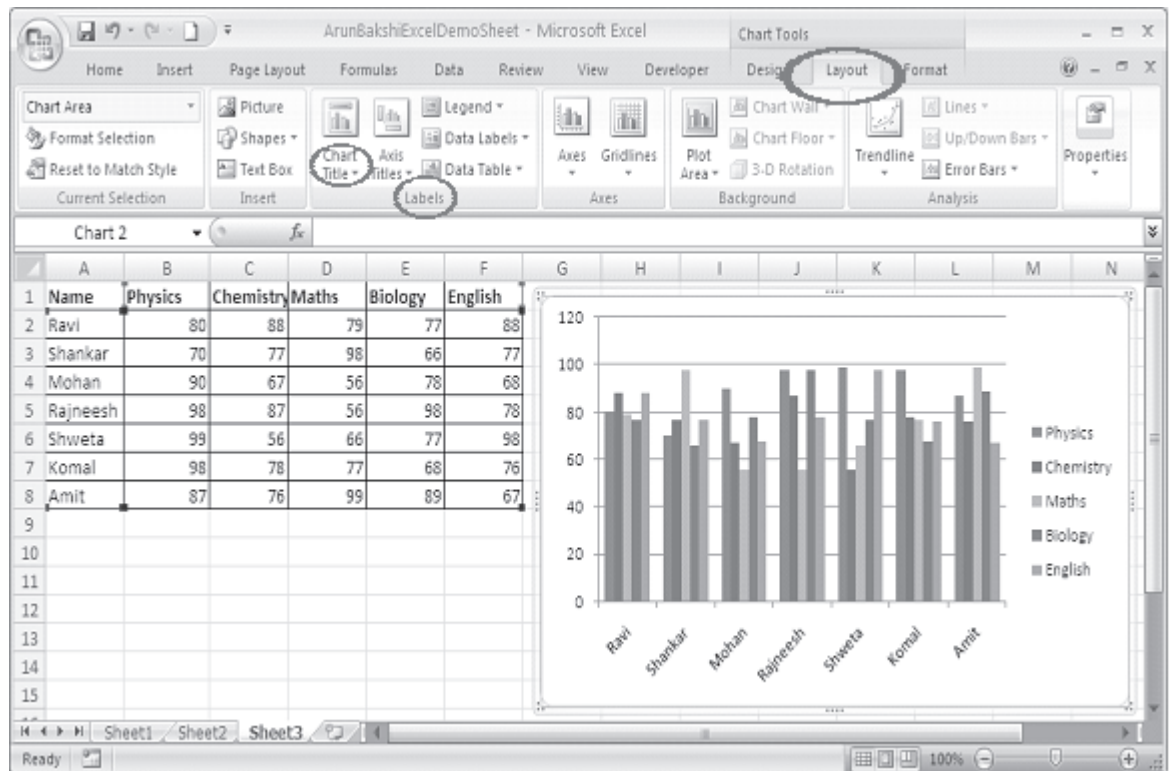 ArunBakshiExcelDemoSheet - Microsoft Excel
Chart Tools
Home Insert Page Layout Formulas Data Review View Developer Design Layout Format
Chart Area
Format Selection
Reset to Match Style
Current Selection
Picture
Shapes
Text Box
Insert
Chart Title
Axis Titles
Legend
Data Labels
Data Table
Labels
Axes
Gridlines
Axes
Plot Area
Chart Wall
Chart Floor
3-D Rotation
Background
Trendline
Lines
Up/Down Bars
Error Bars
Analysis
Properties
Chart 2 fx
A B C D E F G H I J K L M N
1 Name Physics Chemistry Maths Biology English
2 Ravi 80 88 79 77 88
3 Shankar 70 77 98 66 77
4 Mohan 90 67 56 78 68
5 Rajneesh 98 87 56 98 78
6 Shweta 99 56 66 77 98
7 Komal 98 78 77 68 76
8 Amit 87 76 99 89 67
9
10
11
12
13
14
15
120
100
80
60
40
20
0
Ravi Shankar Mohan Rajneesh Shweta Komal Amit
Physics
Chemistry
Maths
Biology
English
Sheet1 Sheet2 Sheet3
Ready 100%